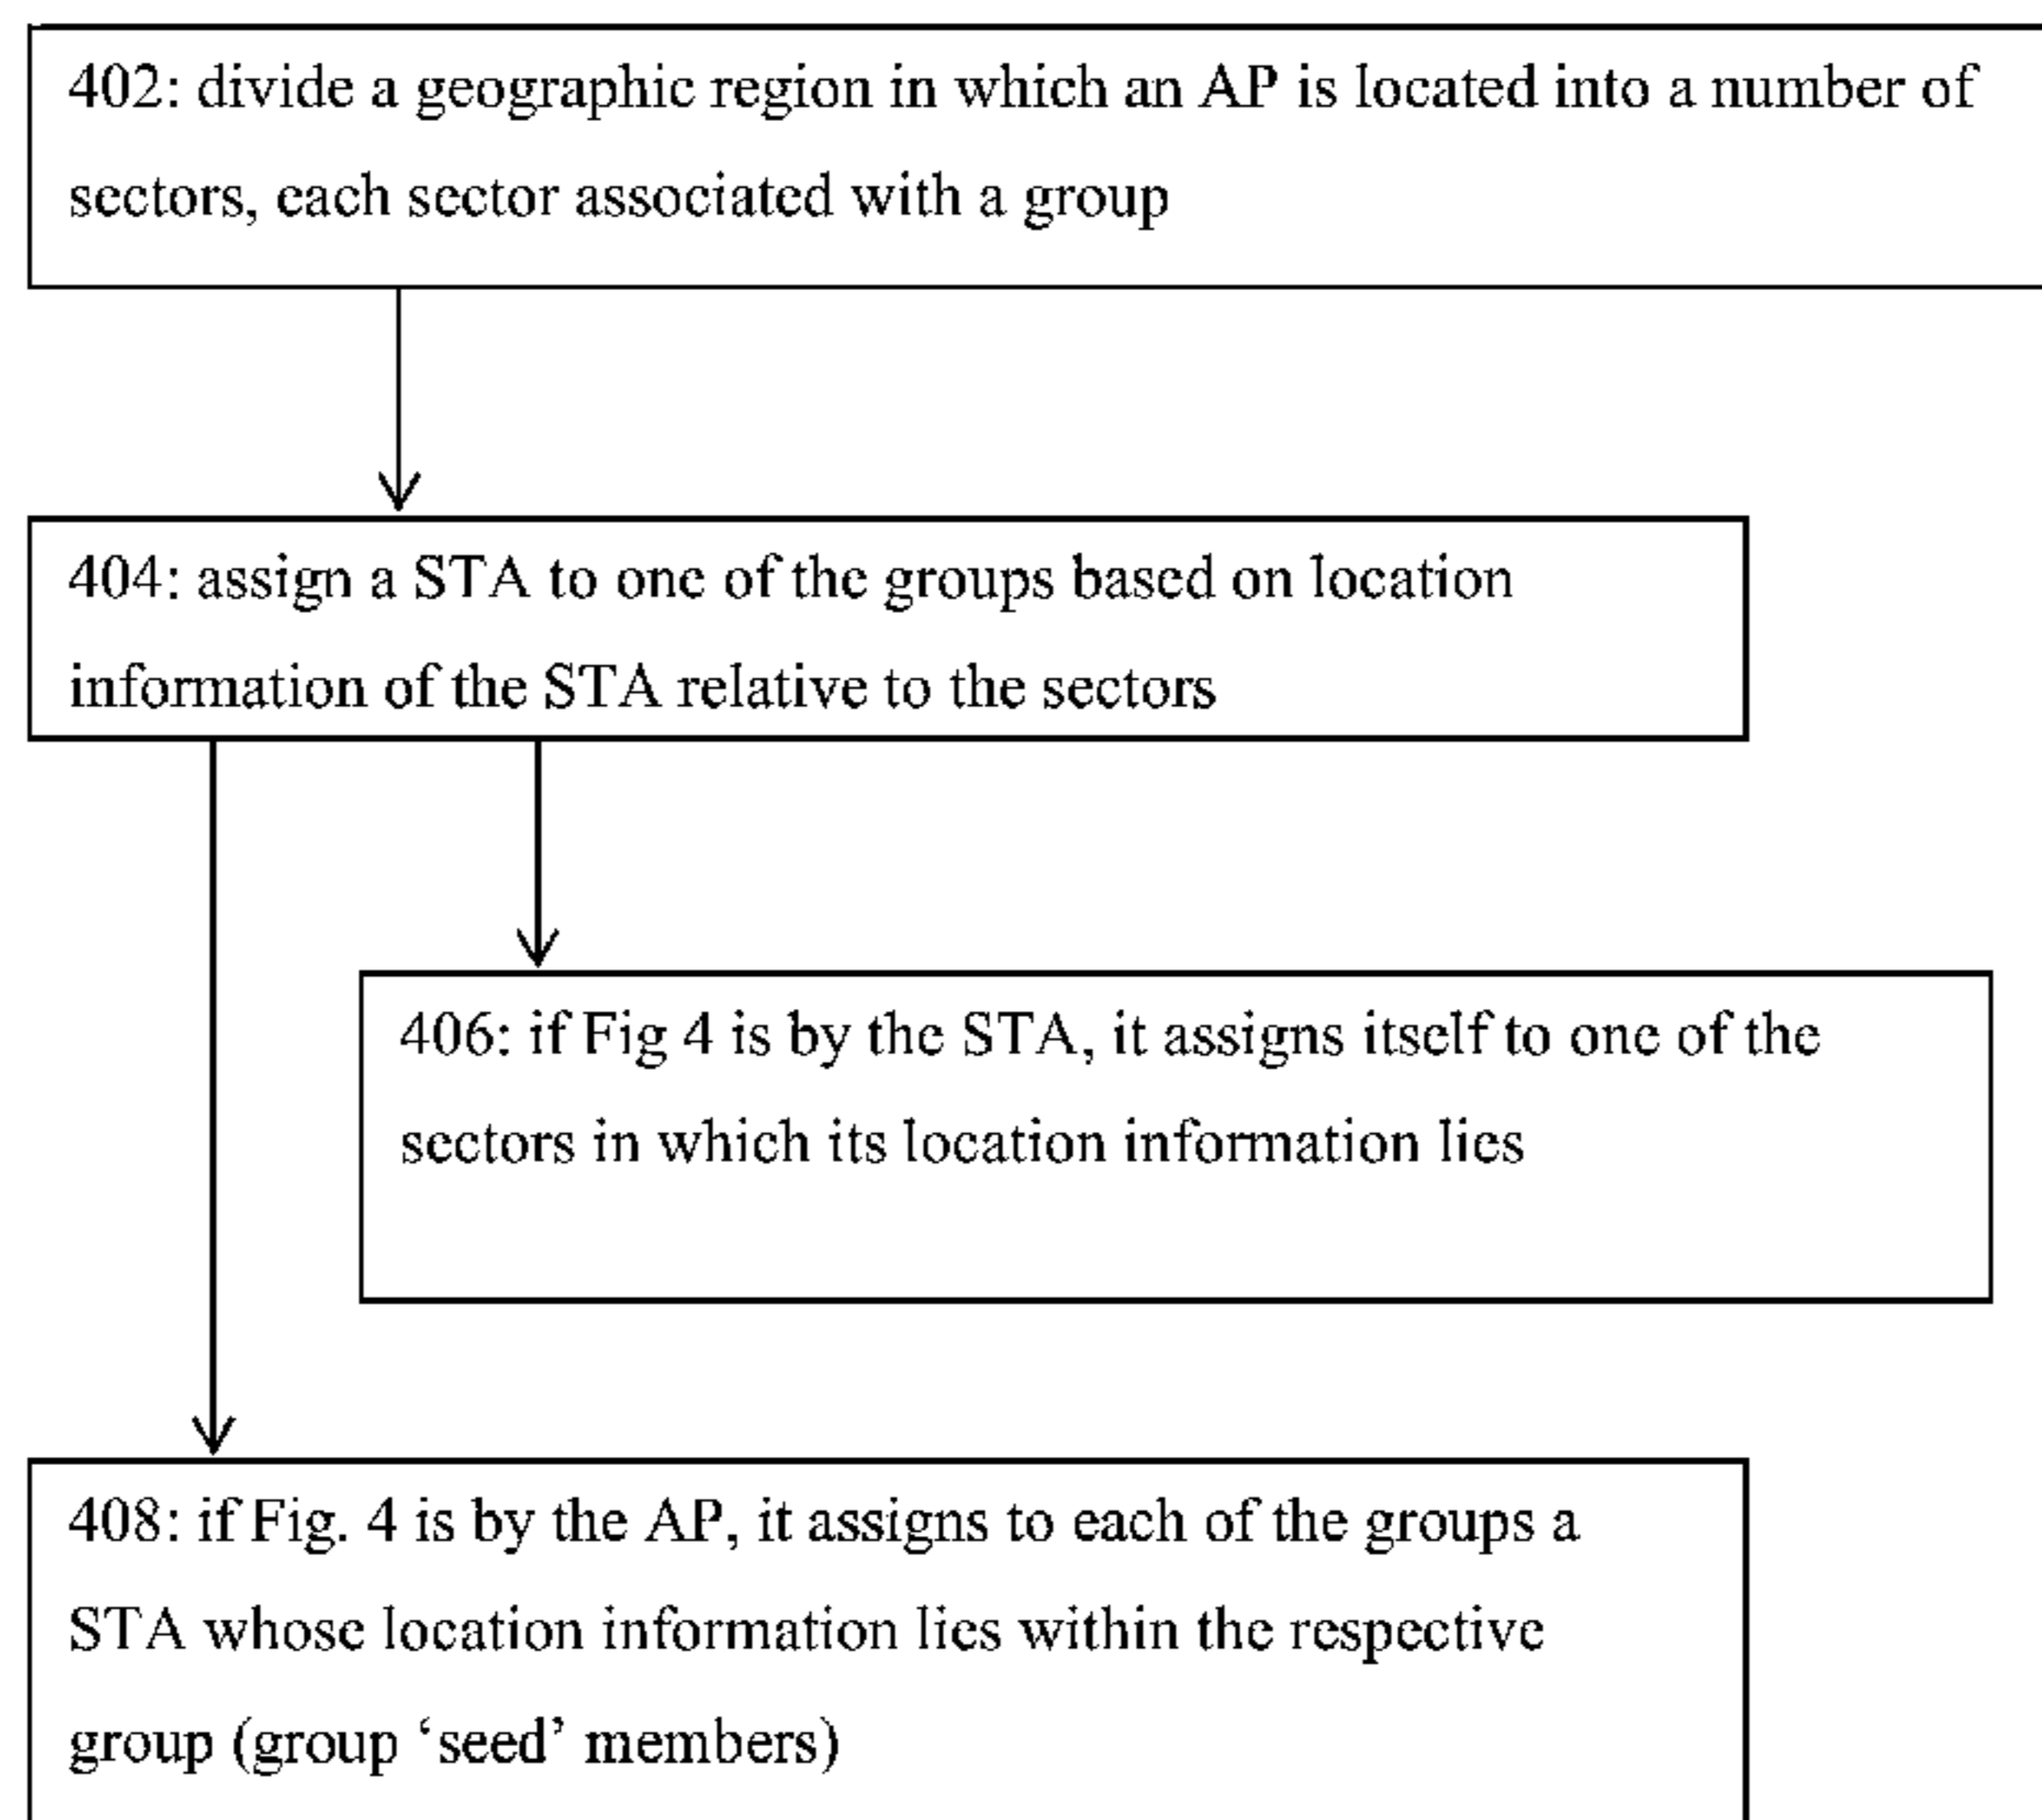 402: divide a geographic region in which an AP is located into a number of
sectors, each sector associated with a group
404: assign a STA to one of the groups based on location
information of the STA relative to the sectors
406: if Fig 4 is by the STA, it assigns itself to one of the
sectors in which its location information lies
408: if Fig. 4 is by the AP, it assigns to each of the groups a
STA whose location information lies within the respective
group (group ‘seed’ members)